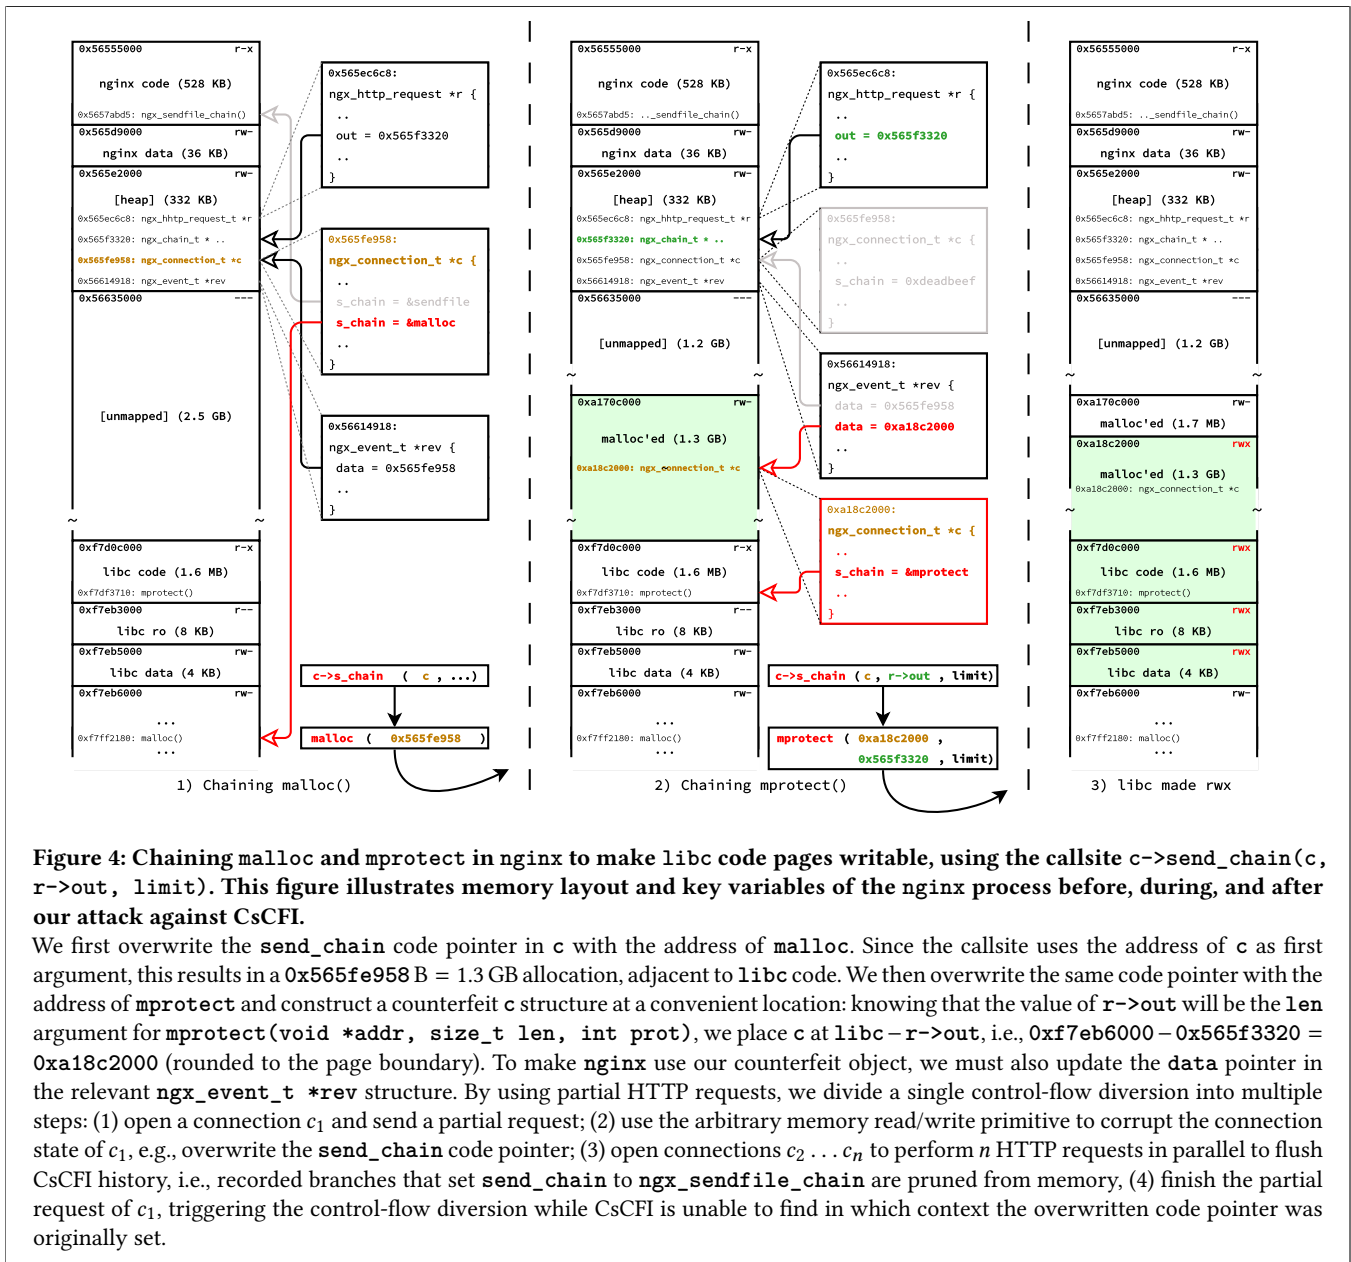 0x56555000 r-x
nginx code (528 KB)
0x5657abd5: ngx_sendfile_chain()
0x565d9000 rw-
nginx data (36 KB)
0x565e2000 rw-
[heap] (332 KB)
0x565ec6c8: ngx_hhtp_request_t *r
0x565f3320: ngx_chain_t * ..
0x565fe958: ngx_connection_t *c
0x56614918: ngx_event_t *rev
0x56635000 ---
[unmapped] (2.5 GB)
~ ~
0xf7d0c000 r-x
libc code (1.6 MB)
0xf7df3710: mprotect()
0xf7eb3000 r--
libc ro (8 KB)
0xf7eb5000 rw-
libc data (4 KB)
0xf7eb6000 rw-
...
0xf7ff2180: malloc()
...
0x565ec6c8:
ngx_http_request *r {
..
out = 0x565f3320
..
}
0x565fe958:
ngx_connection_t *c {
..
s_chain = &sendfile
s_chain = &malloc
..
}
0x56614918:
ngx_event_t *rev {
data = 0x565fe958
..
}
c->s_chain ( c , ...)
malloc ( 0x565fe958 )
1) Chaining malloc()
0x56555000 r-x
nginx code (528 KB)
0x5657abd5: .._sendfile_chain()
0x565d9000 rw-
nginx data (36 KB)
0x565e2000 rw-
[heap] (332 KB)
0x565ec6c8: ngx_hhtp_request_t *r
0x565f3320: ngx_chain_t * ..
0x565fe958: ngx_connection_t *c
0x56614918: ngx_event_t *rev
0x56635000 ---
[unmapped] (1.2 GB)
~ ~
0xa170c000 rw-
malloc'ed (1.3 GB)
0xa18c2000: ngx_connection_t *c
0xf7d0c000 r-x
libc code (1.6 MB)
0xf7df3710: mprotect()
0xf7eb3000 r--
libc ro (8 KB)
0xf7eb5000 rw-
libc data (4 KB)
0xf7eb6000 rw-
...
0xf7ff2180: malloc()
...
0x565ec6c8:
ngx_http_request *r {
..
out = 0x565f3320
..
}
0x565fe958:
ngx_connection_t *c {
..
s_chain = 0xdeadbeef
..
}
0x56614918:
ngx_event_t *rev {
data = 0x565fe958
data = 0xa18c2000
..
}
0xa18c2000:
ngx_connection_t *c {
..
s_chain = &mprotect
..
}
c->s_chain ( c , r->out , limit)
mprotect ( 0xa18c2000 ,
0x565f3320 , limit)
2) Chaining mprotect()
0x56555000 r-x
nginx code (528 KB)
0x5657abd5: .._sendfile_chain()
0x565d9000 rw-
nginx data (36 KB)
0x565e2000 rw-
[heap] (332 KB)
0x565ec6c8: ngx_hhtp_request_t *r
0x565f3320: ngx_chain_t * ..
0x565fe958: ngx_connection_t *c
0x56614918: ngx_event_t *rev
0x56635000 ---
[unmapped] (1.2 GB)
~ ~
0xa170c000 rw-
malloc'ed (1.7 MB)
0xa18c2000 rwx
malloc'ed (1.3 GB)
0xa18c2000: ngx_connection_t *c
~ ~
0xf7d0c000 rwx
libc code (1.6 MB)
0xf7df3710: mprotect()
0xf7eb3000 rwx
libc ro (8 KB)
0xf7eb5000 rwx
libc data (4 KB)
0xf7eb6000 rw-
...
0xf7ff2180: malloc()
...
3) libc made rwx
Figure 4: Chaining malloc and mprotect in nginx to make libc code pages writable, using the callsite c->send_chain(c,
r->out, limit). This figure illustrates memory layout and key variables of the nginx process before, during, and after
our attack against CsCFI.
We first overwrite the send_chain code pointer in c with the address of malloc. Since the callsite uses the address of c as first
argument, this results in a 0x565fe958 B = 1.3 GB allocation, adjacent to libc code. We then overwrite the same code pointer with the
address of mprotect and construct a counterfeit c structure at a convenient location: knowing that the value of r->out will be the len
argument for mprotect(void *addr, size_t len, int prot), we place c at libc − r->out, i.e., 0xf7eb6000 − 0x565f3320 =
0xa18c2000 (rounded to the page boundary). To make nginx use our counterfeit object, we must also update the data pointer in
the relevant ngx_event_t *rev structure. By using partial HTTP requests, we divide a single control-flow diversion into multiple
steps: (1) open a connection c₁ and send a partial request; (2) use the arbitrary memory read/write primitive to corrupt the connection
state of c₁, e.g., overwrite the send_chain code pointer; (3) open connections c₂ . . . cₙ to perform n HTTP requests in parallel to flush
CsCFI history, i.e., recorded branches that set send_chain to ngx_sendfile_chain are pruned from memory, (4) finish the partial
request of c₁, triggering the control-flow diversion while CsCFI is unable to find in which context the overwritten code pointer was
originally set.